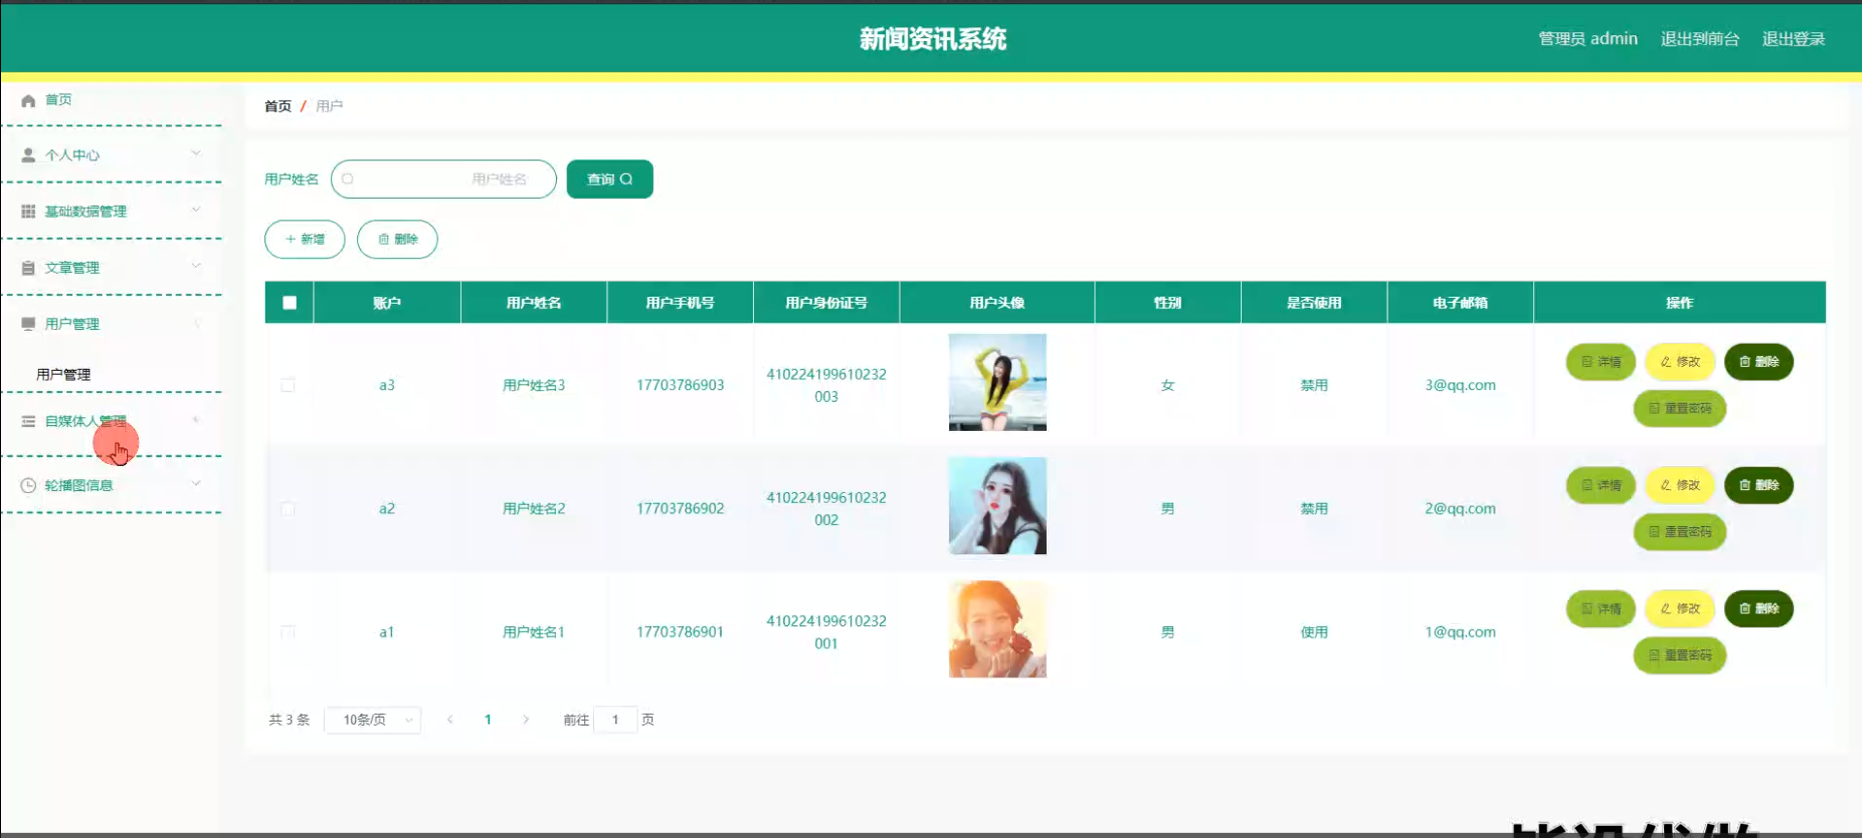 新闻资讯系统
管理员 admin 退出到前台 退出登录
首页
个人中心
基础数据管理
文章管理
用户管理
用户管理
自媒体人管理
轮播图信息
首页 / 用户
用户姓名 用户姓名 查询
+ 新增 删除
账户 用户姓名 用户手机号 用户身份证号 用户头像 性别 是否使用 电子邮箱 操作
a3 用户姓名3 17703786903 410224199610232003 女 禁用 3@qq.com 详情 修改 删除
重置密码
a2 用户姓名2 17703786902 410224199610232002 男 禁用 2@qq.com 详情 修改 删除
重置密码
a1 用户姓名1 17703786901 410224199610232001 男 使用 1@qq.com 详情 修改 删除
重置密码
共 3 条 10条/页 < 1 > 前往 1 页